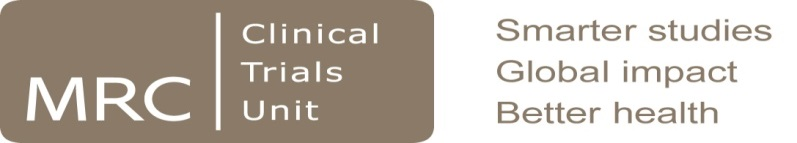 MRC
Clinical
Trials
Unit
Smarter studies
Global impact
Better health